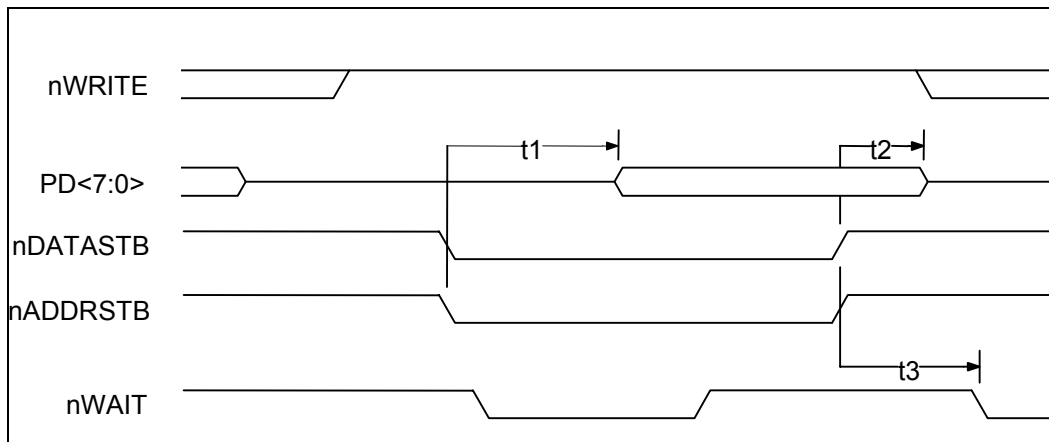 nWRITE
t1
t2
PD<7:0>
nDATASTB
nADDRSTB
t3
nWAIT